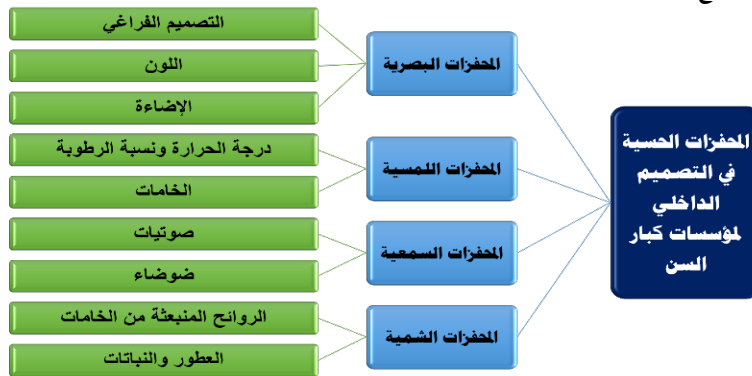 المحفزات الحسية
في التصميم
الداخلي
لمؤسسات كبار
السن
المحفزات البصرية
التصميم الفراغي
اللون
الإضاءة
المحفزات اللمسية
درجة الحرارة ونسبة الرطوبة
الخامات
المحفزات السمعية
صوتيات
ضوضاء
المحفزات الشمية
الروائح المنبعثة من الخامات
العطور والنباتات